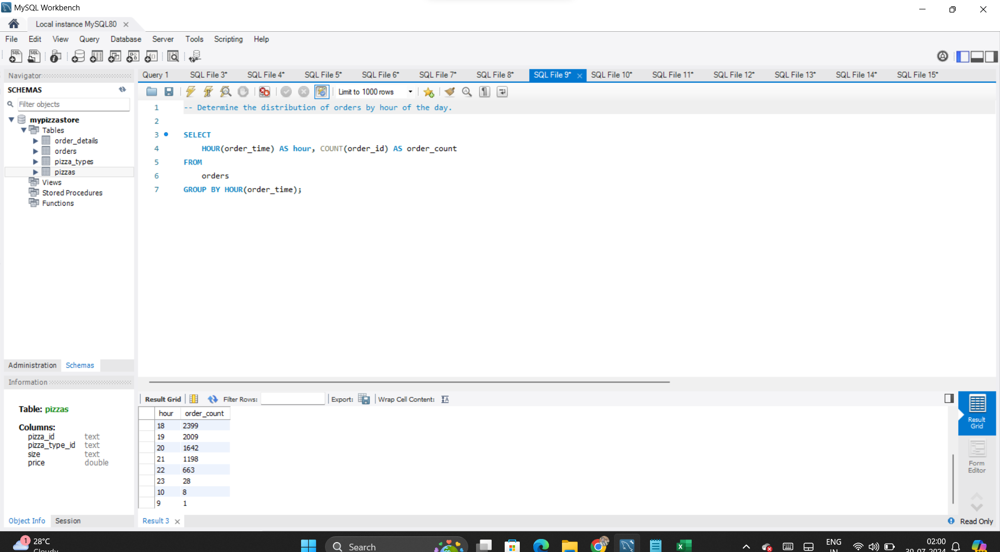 MySQL Workbench
Local instance MySQL80
File Edit View Query Database Server Tools Scripting Help
Navigator
SCHEMAS
Filter objects
mypizzastore
Tables
order_details
orders
pizza_types
pizzas
Views
Stored Procedures
Functions
Administration Schemas
Information
Table: pizzas
Columns:
pizza_id text
pizza_type_id text
size text
price double
Object Info Session
Query 1 SQL File 3* SQL File 4* SQL File 5* SQL File 6* SQL File 7* SQL File 8* SQL File 9* SQL File 10* SQL File 11* SQL File 12* SQL File 13* SQL File 14* SQL File 15*
Limit to 1000 rows
1 -- Determine the distribution of orders by hour of the day.
2
3 SELECT
4 HOUR(order_time) AS hour, COUNT(order_id) AS order_count
5 FROM
6 orders
7 GROUP BY HOUR(order_time);
Result Grid Filter Rows: Export: Wrap Cell Content:
hour order_count
18 2399
19 2009
20 1642
21 1198
22 663
23 28
10 8
9 1
Result Grid
Form Editor
Result 3
Read Only
1 28°C
Cloudy
Search
ENG
IN
02:00
30-07-2024